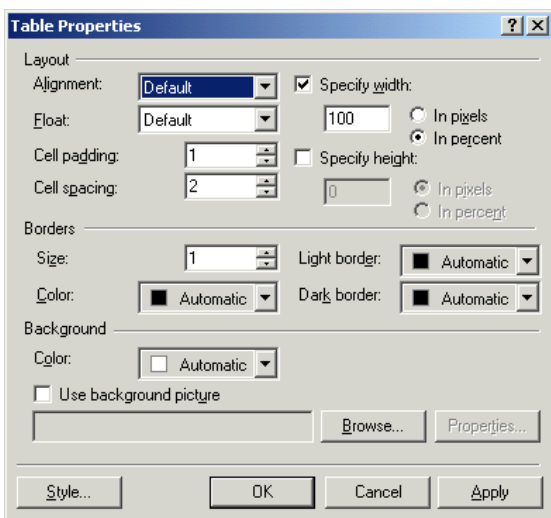 Table Properties
Layout
Alignment: Default Specify width:
Float: Default 100 In pixels
In percent
Cell padding: 1 Specify height:
Cell spacing: 2 0 In pixels
In percent
Borders
Size: 1 Light border: Automatic
Color: Automatic Dark border: Automatic
Background
Color: Automatic
Use background picture
Browse... Properties...
Style... OK Cancel Apply